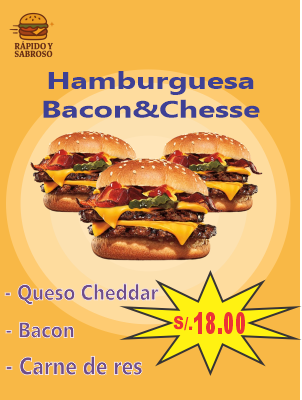 RÁPIDO Y
SABROSO
Hamburguesa
Bacon&Chesse
- Queso Cheddar
- Bacon
- Carne de res
S/.18.00